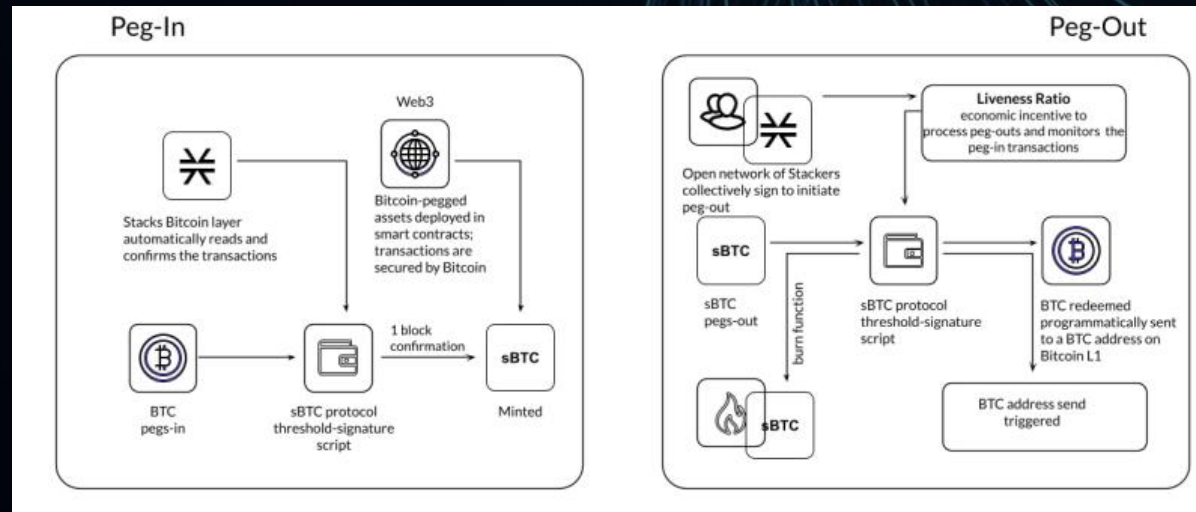 Peg-In
Web3
Stacks Bitcoin layer
automatically reads and
confirms the transactions
Bitcoin-pegged
assets deployed in
smart contracts;
transactions are
secured by Bitcoin
1 block
confirmation
sBTC
BTC
pegs-in
sBTC protocol
threshold-signature
script
Minted
Peg-Out
Liveness Ratio
economic incentive to
process peg-outs and monitors the
peg-in transactions
Open network of Stackers
collectively sign to initiate
peg-out
sBTC
sBTC
pegs-out
burn function
sBTC protocol
threshold-signature
script
BTC redeemed
programmatically sent
to a BTC address on
Bitcoin L1
sBTC
BTC address send
triggered